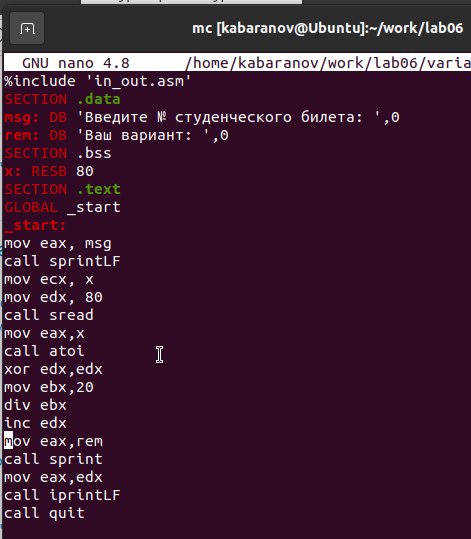 mc [kabaranov@Ubuntu]:~/work/lab06
GNU nano 4.8 /home/kabaranov/work/lab06/varia
%include 'in_out.asm'
SECTION .data
msg: DB 'Введите № студенческого билета: ',0
rem: DB 'Ваш вариант: ',0
SECTION .bss
x: RESB 80
SECTION .text
GLOBAL _start
_start:
mov eax, msg
call sprintLF
mov ecx, x
mov edx, 80
call sread
mov eax,x
call atoi
xor edx,edx
mov ebx,20
div ebx
inc edx
mov eax,rem
call sprint
mov eax,edx
call iprintLF
call quit